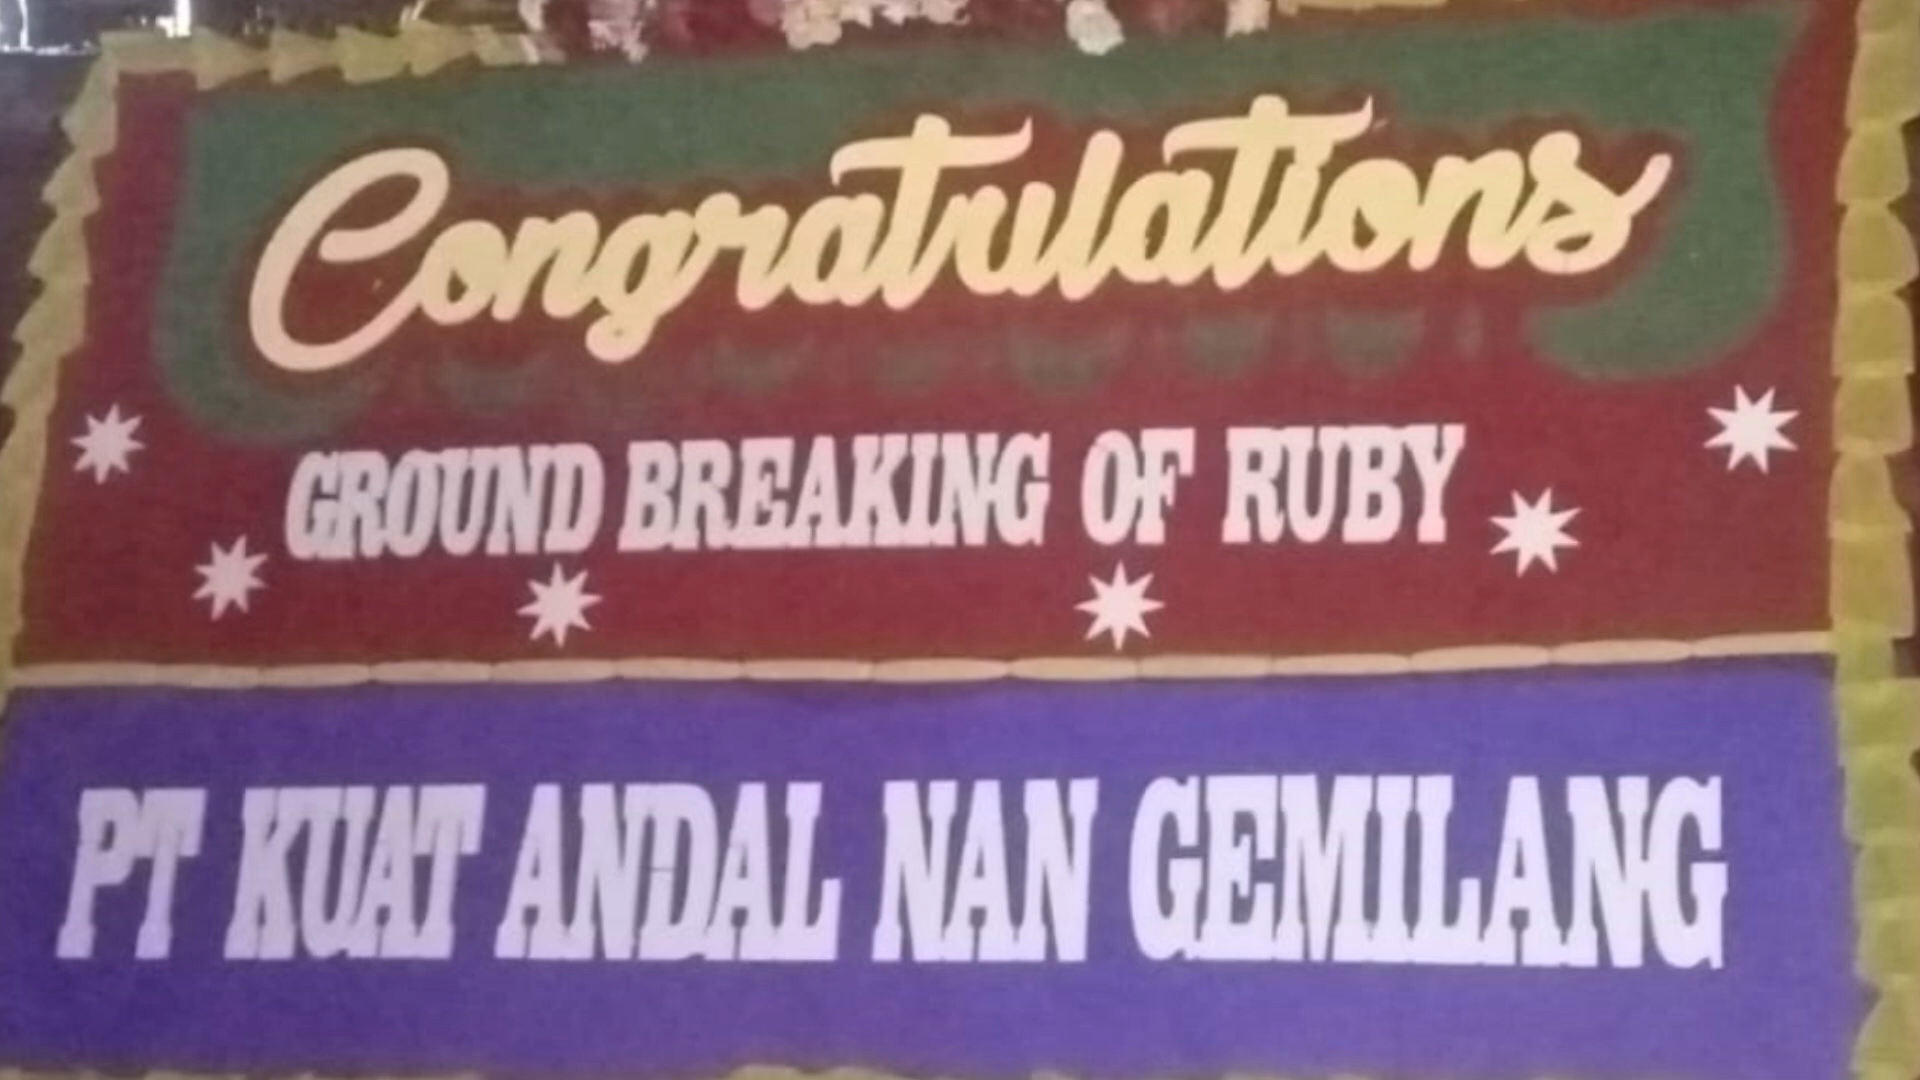 Congratulations
GROUND BREAKING OF RUBY
PT KUAT ANDAL NAN GEMILANG